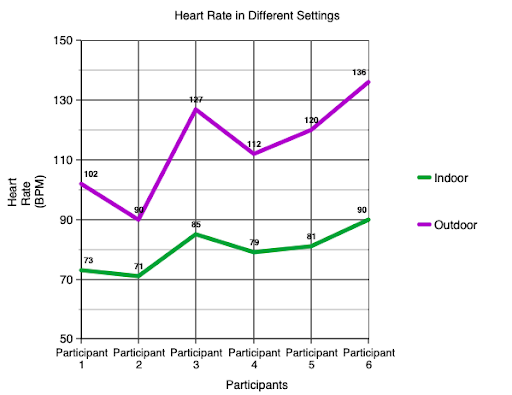 Heart Rate in Different Settings
150
130
110
90
70
50
Heart
Rate
(BPM)
102
90
127
112
120
136
73
71
85
79
81
90
Indoor
Outdoor
Participant
1
Participant
2
Participant
3
Participant
4
Participant
5
Participant
6
Participants